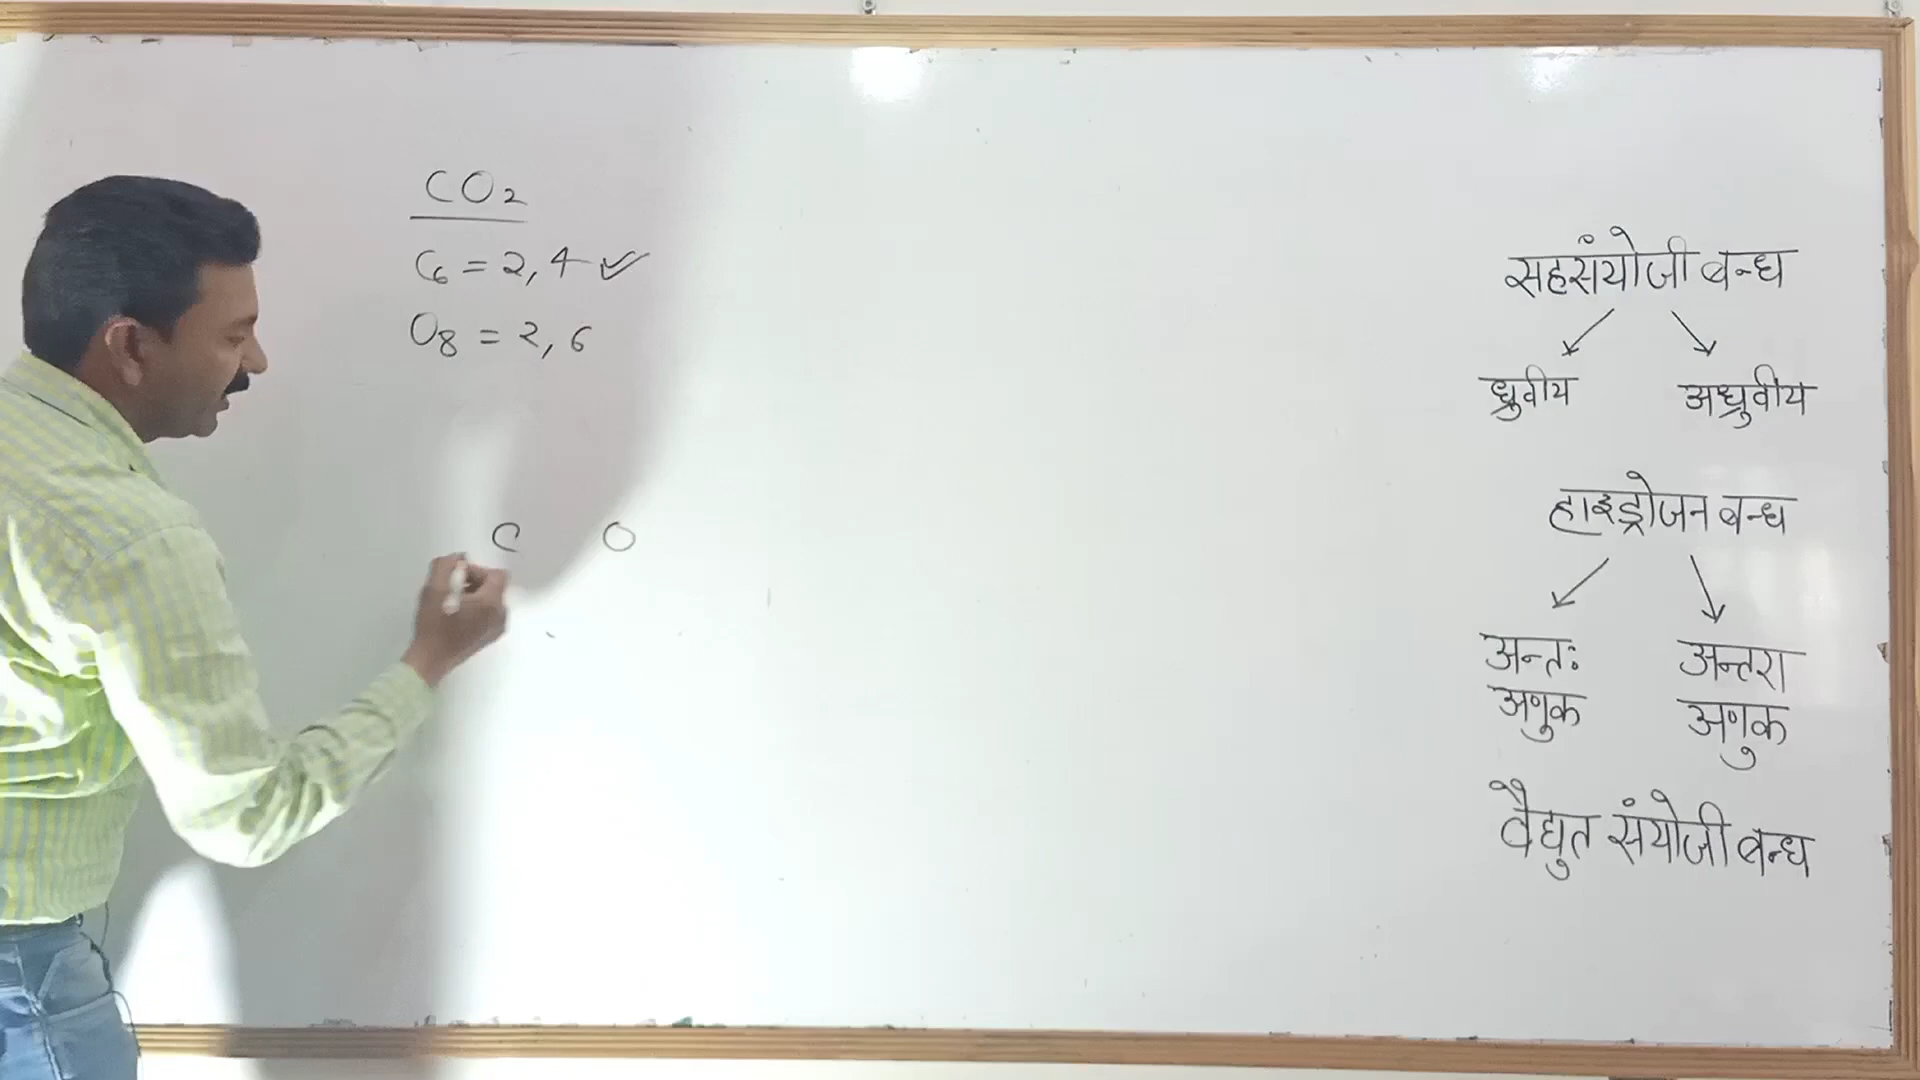 CO₂
C₆ = 2, 4 ✓
O₈ = 2, 6
C O
सहसंयोजी बन्ध
↙ ↘
ध्रुवीय अध्रुवीय
हाइड्रोजन बन्ध
↙ ↘
अन्तः अन्तरा
अणुक अणुक
वैद्युत संयोजी बन्ध